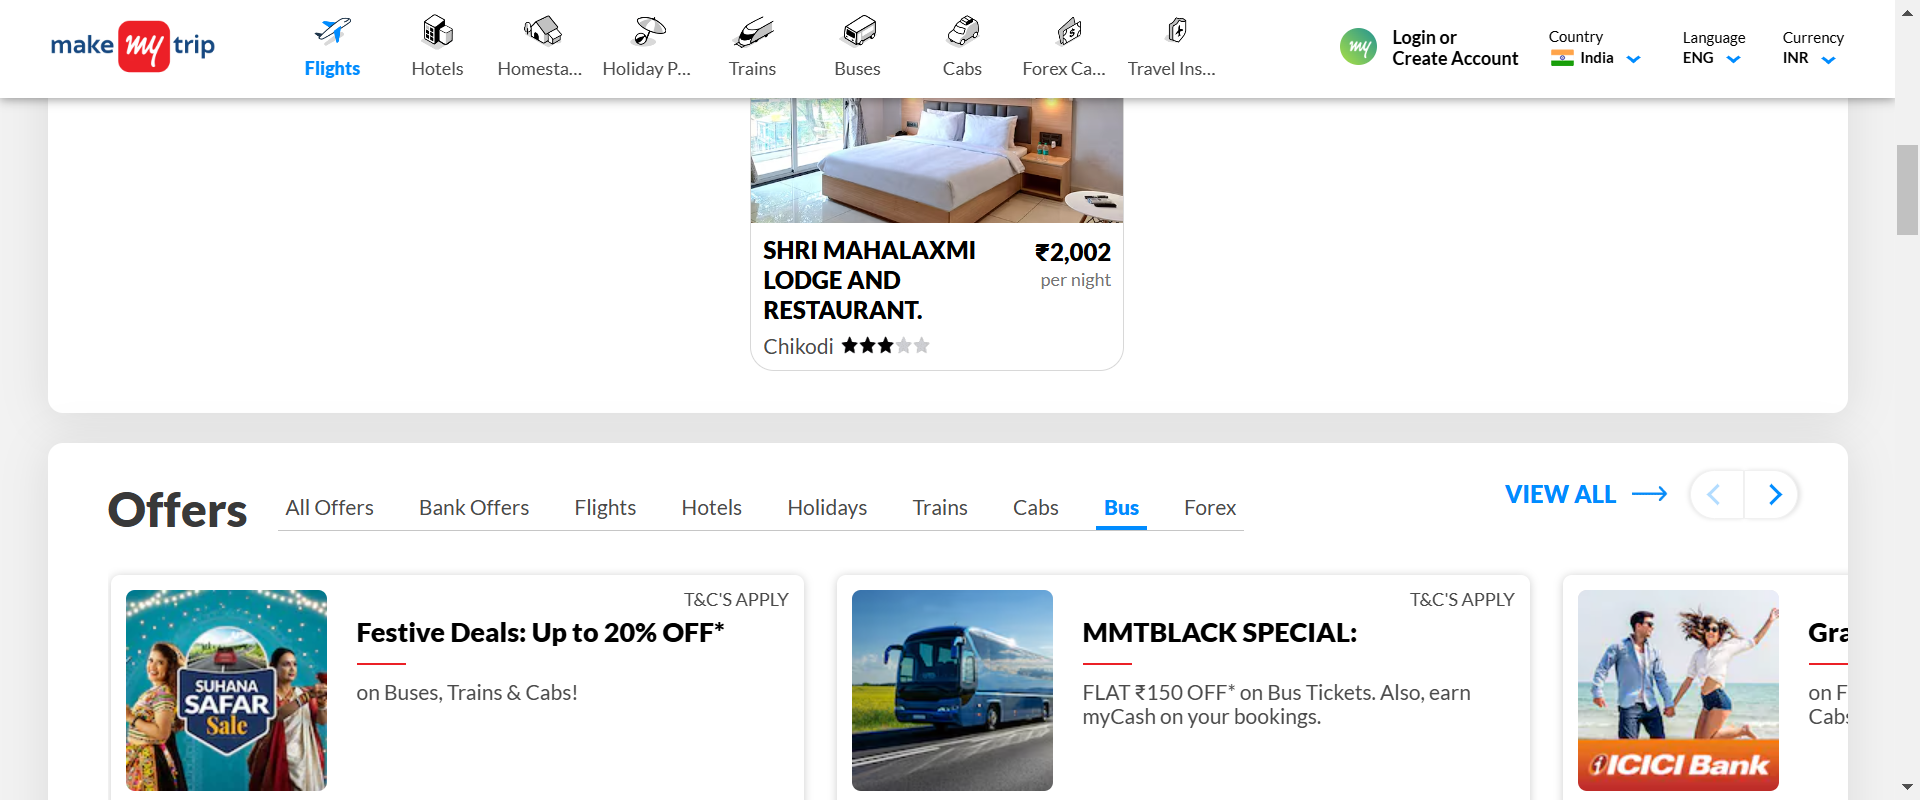 make my trip
Flights
Hotels
Homesta...
Holiday P...
Trains
Buses
Cabs
Forex Ca...
Travel Ins...
my
Login or
Create Account
Country
India
Language
ENG
Currency
INR
SHRI MAHALAXMI
LODGE AND
RESTAURANT.
₹2,002
per night
Chikodi
Offers
All Offers
Bank Offers
Flights
Hotels
Holidays
Trains
Cabs
Bus
Forex
VIEW ALL
T&C'S APPLY
Festive Deals: Up to 20% OFF*
on Buses, Trains & Cabs!
SUHANA
SAFAR
Sale
T&C'S APPLY
MMTBLACK SPECIAL:
FLAT ₹150 OFF* on Bus Tickets. Also, earn
myCash on your bookings.
ICICI Bank
Gra
on F
Cabs